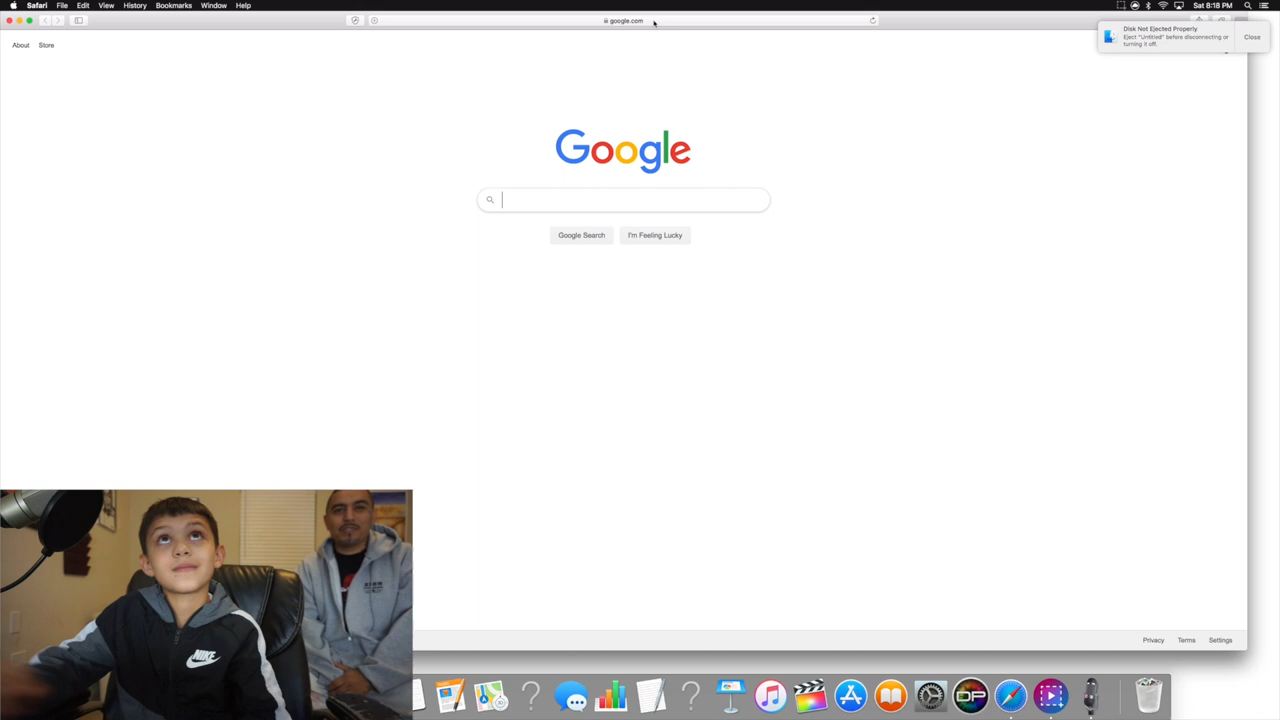 Safari File Edit View History Bookmarks Window Help
Sat 8:18 PM
google.com
Disk Not Ejected Properly
Eject "Untitled" before disconnecting or
turning it off.
Close
About Store
Google
Google Search I'm Feeling Lucky
Privacy Terms Settings
NIKE
DP